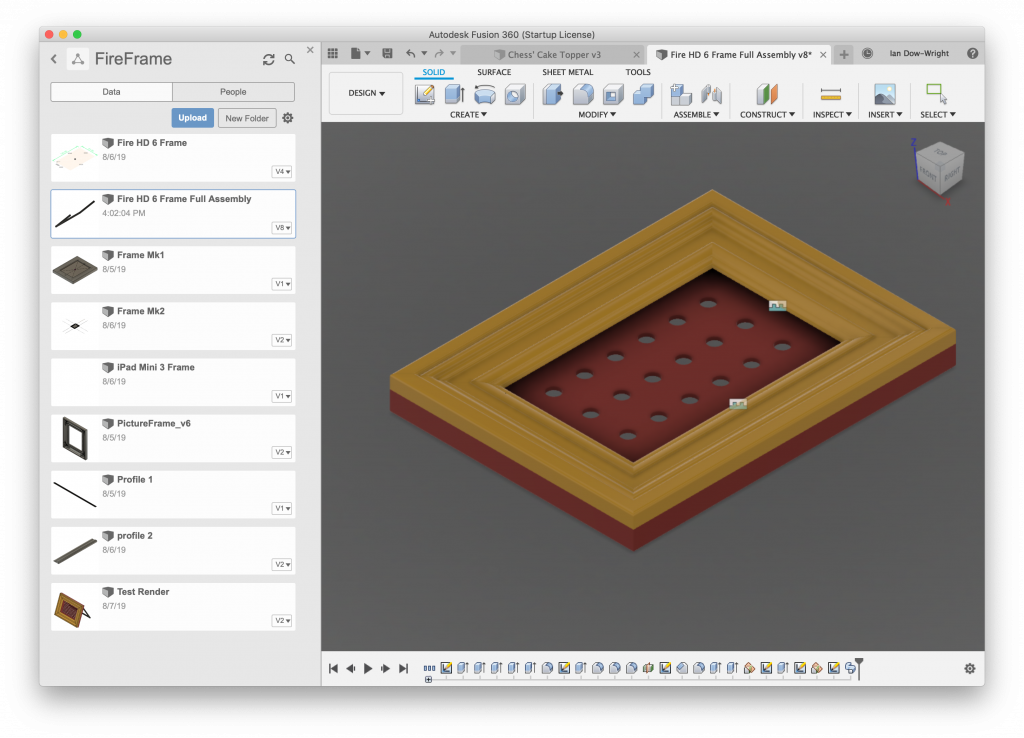 Autodesk Fusion 360 (Startup License)
FireFrame
Data
People
Upload
New Folder
Fire HD 6 Frame
8/6/19
V4
Fire HD 6 Frame Full Assembly
4:02:04 PM
V8
Frame Mk1
8/5/19
V1
Frame Mk2
8/6/19
V2
iPad Mini 3 Frame
8/6/19
V1
PictureFrame_v6
8/5/19
V2
Profile 1
8/5/19
V1
profile 2
8/6/19
V2
Test Render
8/7/19
V2
Chess' Cake Topper v3
Fire HD 6 Frame Full Assembly v8*
Ian Dow-Wright
SOLID
SURFACE
SHEET METAL
TOOLS
DESIGN
CREATE
MODIFY
ASSEMBLE
CONSTRUCT
INSPECT
INSERT
SELECT
Z
TOP
FRONT
RIGHT
X